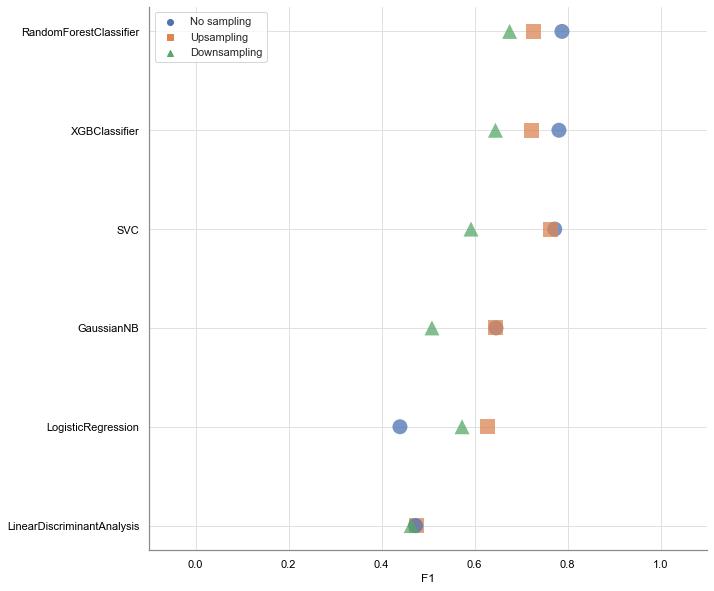 RandomForestClassifier
No sampling
Upsampling
Downsampling
XGBClassifier
SVC
GaussianNB
LogisticRegression
LinearDiscriminantAnalysis
0.0 0.2 0.4 0.6 0.8 1.0
F1